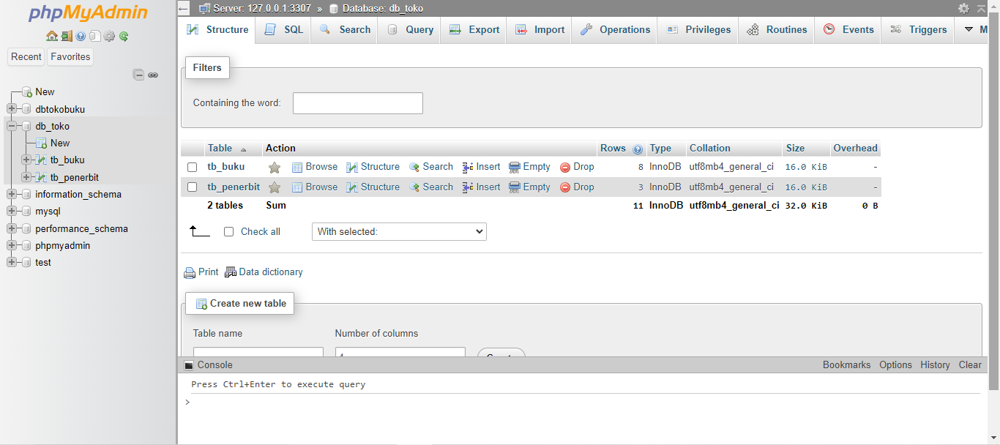 phpMyAdmin
Recent Favorites
New
dbtokobuku
db_toko
New
tb_buku
tb_penerbit
information_schema
mysql
performance_schema
phpmyadmin
test
Server: 127.0.0.1:3307 » Database: db_toko
Structure SQL Search Query Export Import Operations Privileges Routines Events Triggers M
Filters
Containing the word:
Table Action Rows Type Collation Size Overhead
tb_buku Browse Structure Search Insert Empty Drop 8 InnoDB utf8mb4_general_ci 16.0 KiB -
tb_penerbit Browse Structure Search Insert Empty Drop 3 InnoDB utf8mb4_general_ci 16.0 KiB -
2 tables Sum 11 InnoDB utf8mb4_general_ci 32.0 KiB 0 B
Check all With selected:
Print Data dictionary
Create new table
Table name Number of columns
Console Bookmarks Options History Clear
Press Ctrl+Enter to execute query
>